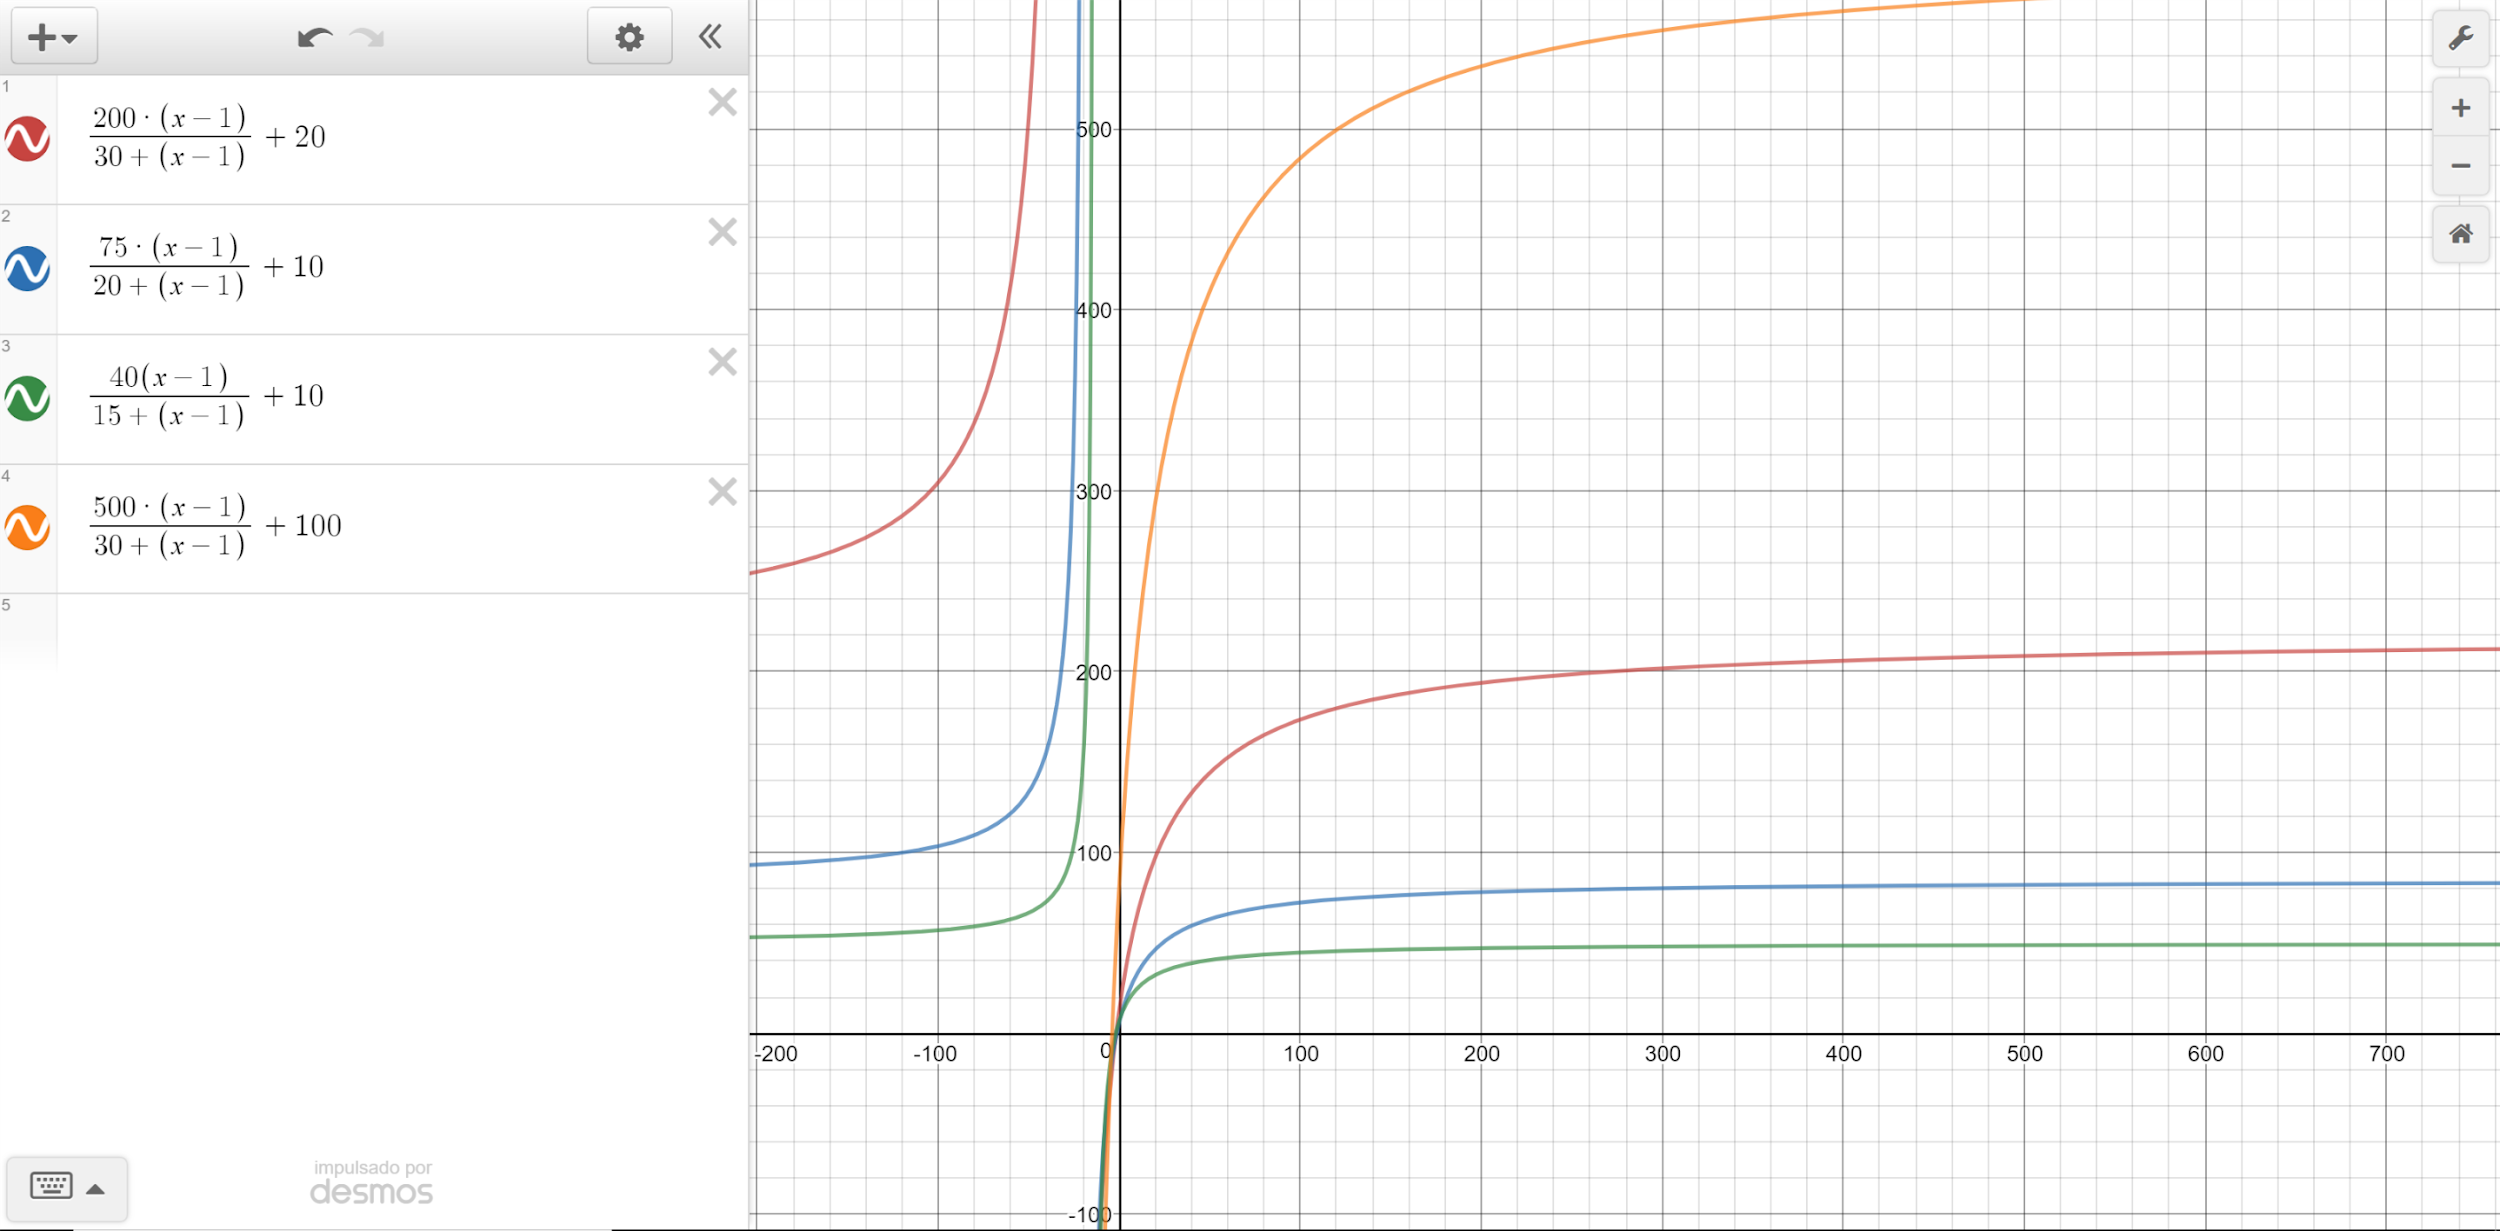 1
200 · (x − 1)
30 + (x − 1)
+ 20
2
75 · (x − 1)
20 + (x − 1)
+ 10
3
40(x − 1)
15 + (x − 1)
+ 10
4
500 · (x − 1)
30 + (x − 1)
+ 100
5
impulsado por
desmos
500
400
300
200
100
-200 -100 0 100 200 300 400 500 600 700
-100